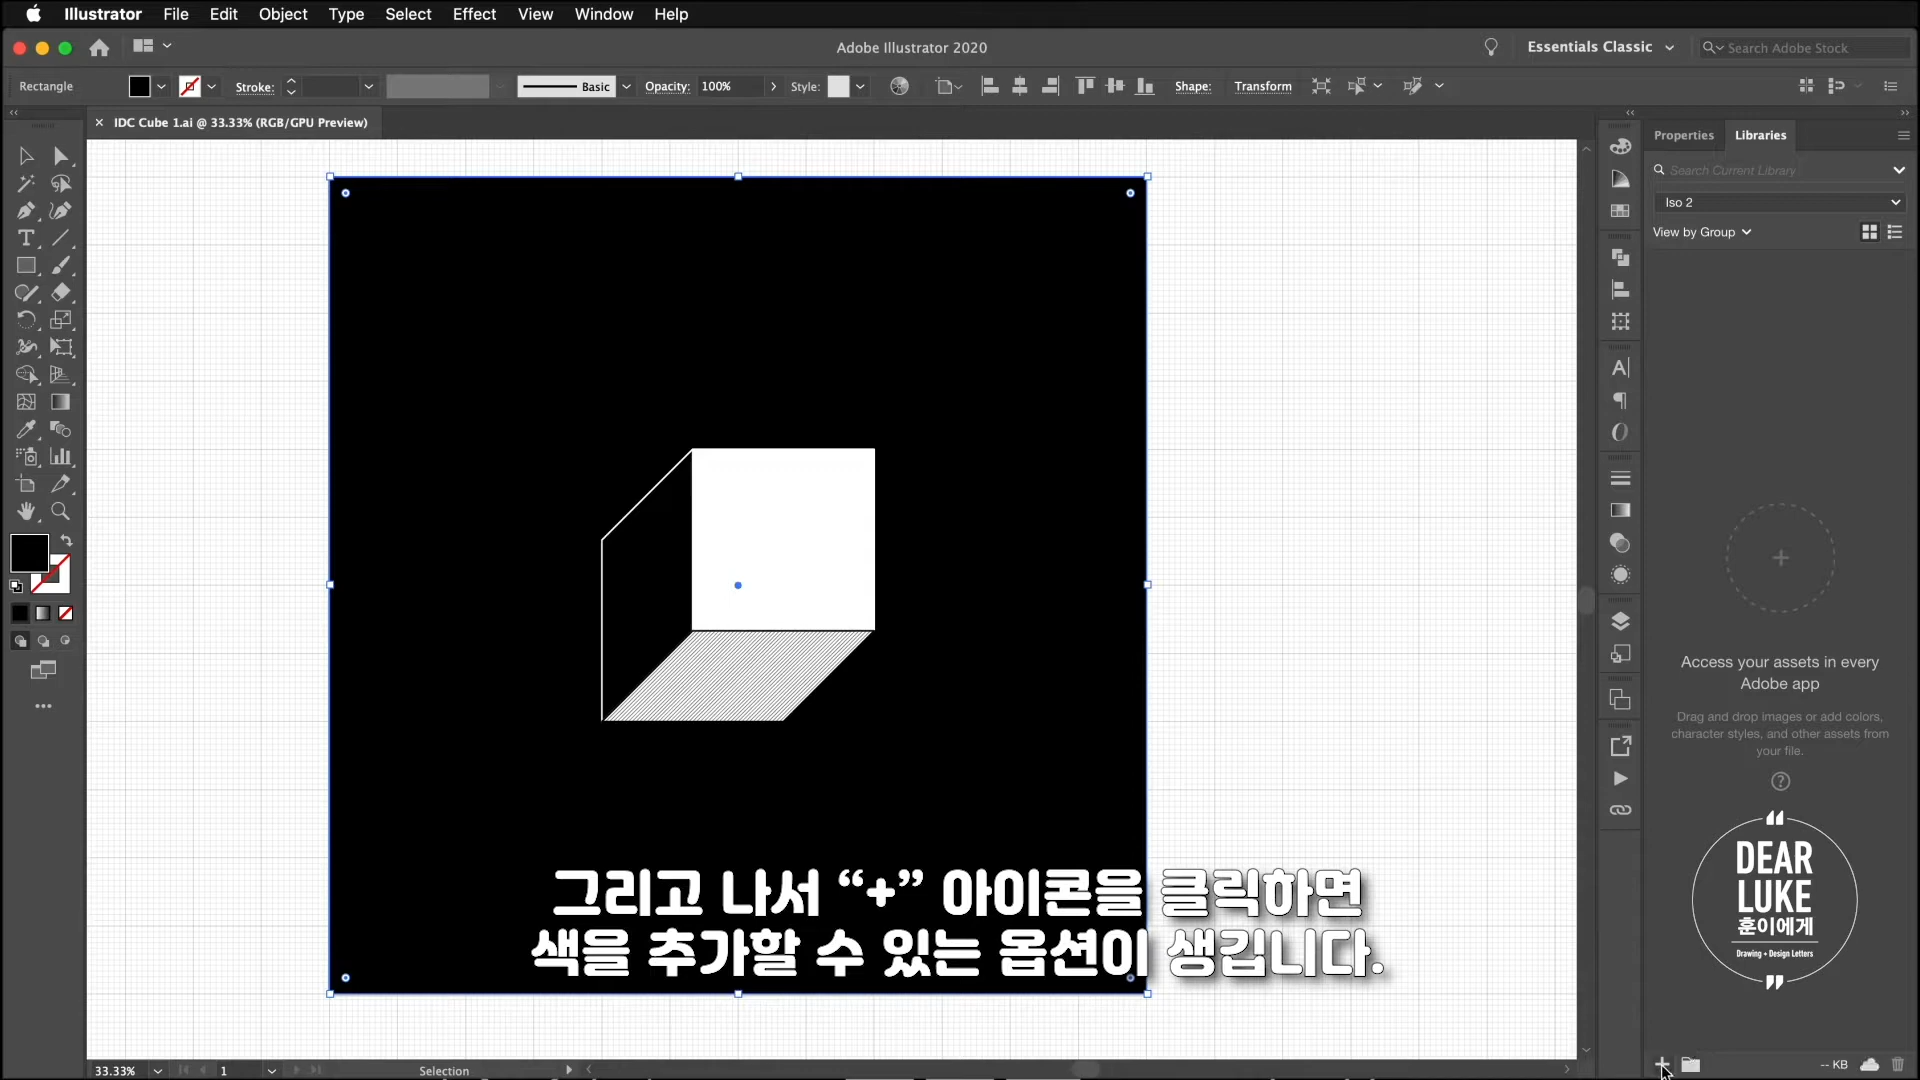 Illustrator File Edit Object Type Select Effect View Window Help
Adobe Illustrator 2020
Essentials Classic
Search Adobe Stock
Rectangle
Stroke:
Basic
Opacity: 100%
Style:
Shape:
Transform
× IDC Cube 1.ai @ 33.33% (RGB/GPU Preview)
Properties Libraries
Search Current Library
Iso 2
View by Group
Access your assets in every
Adobe app
Drag and drop images or add colors,
character styles, and other assets from
your file.
그리고 나서 “+” 아이콘을 클릭하면
색을 추가할 수 있는 옵션이 생깁니다.
“
DEAR
LUKE
훈이에게
Drawing + Design Letters
”
33.33%
1
Selection
-- KB